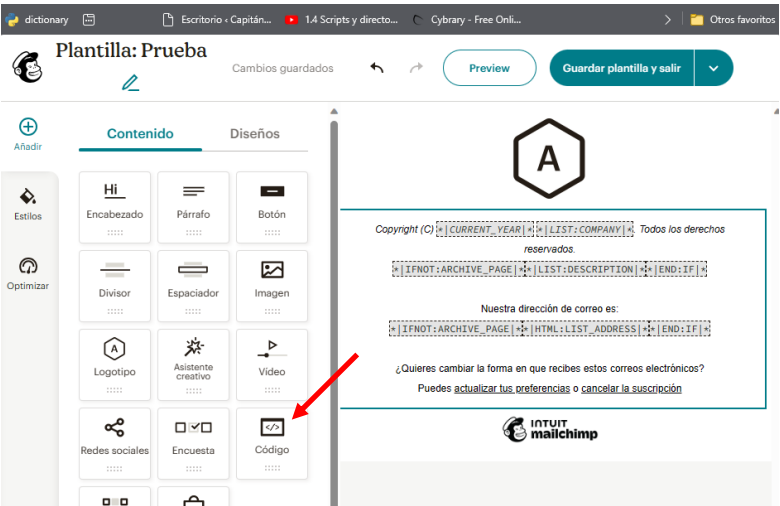 dictionary
Escritorio ‹ Capitán...
1.4 Scripts y directo...
Cybrary - Free Onli...
Otros favoritos
Plantilla: Prueba
Cambios guardados
Preview
Guardar plantilla y salir
Añadir
Estilos
Optimizar
Contenido
Diseños
Hi
Encabezado
Párrafo
Botón
Divisor
Espaciador
Imagen
A
Logotipo
Asistente
creativo
Vídeo
Redes sociales
Encuesta
</>
Código
A
Copyright (C) *|CURRENT_YEAR|* *|LIST:COMPANY|*. Todos los derechos
reservados.
*|IFNOT:ARCHIVE_PAGE|* *|LIST:DESCRIPTION|* *|END:IF|*
Nuestra dirección de correo es:
*|IFNOT:ARCHIVE_PAGE|* *|HTML:LIST_ADDRESS|* *|END:IF|*
¿Quieres cambiar la forma en que recibes estos correos electrónicos?
Puedes actualizar tus preferencias o cancelar la suscripción
INTUIT
mailchimp